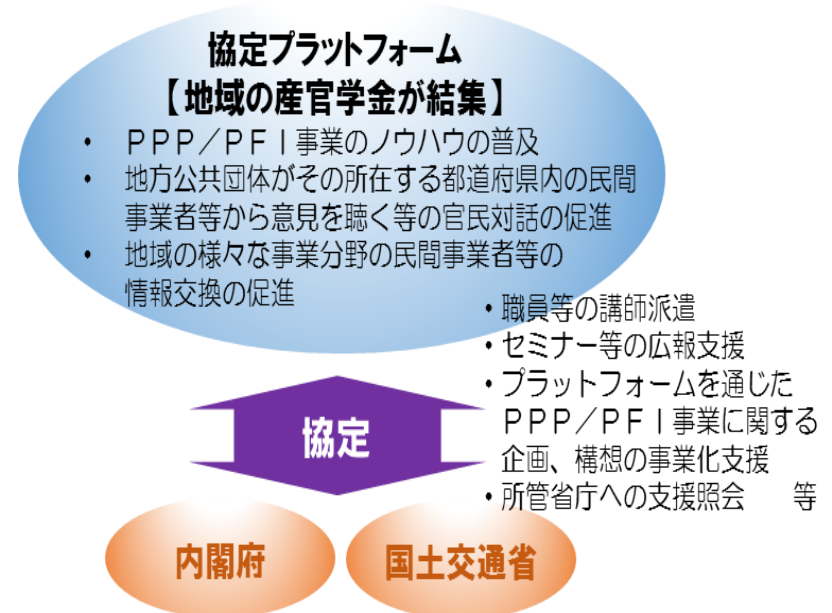 協定プラットフォーム
【地域の産官学金が結集】
・ ＰＰＰ／ＰＦＩ事業のノウハウの普及
・ 地方公共団体がその所在する都道府県内の民間
事業者等から意見を聴く等の官民対話の促進
・ 地域の様々な事業分野の民間事業者等の
情報交換の促進
・職員等の講師派遣
・セミナー等の広報支援
・プラットフォームを通じた
ＰＰＰ／ＰＦＩ事業に関する
企画、構想の事業化支援
・所管省庁への支援照会　　等
協定
内閣府
国土交通省